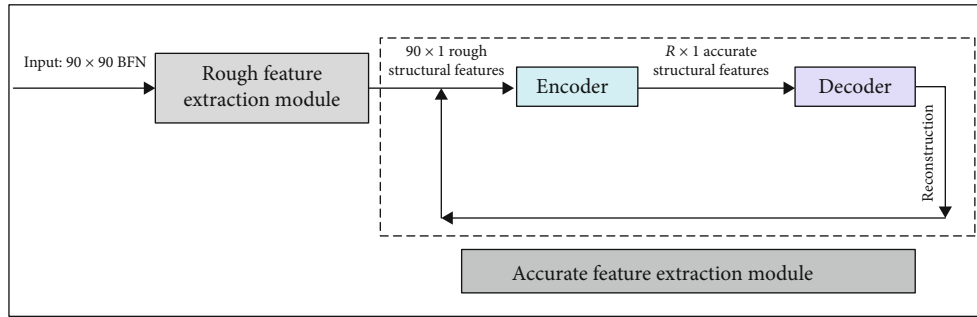 Input: 90 × 90 BFN
Rough feature
extraction module
90 × 1 rough
structural features
Encoder
R × 1 accurate
structural features
Decoder
Reconstruction
Accurate feature extraction module